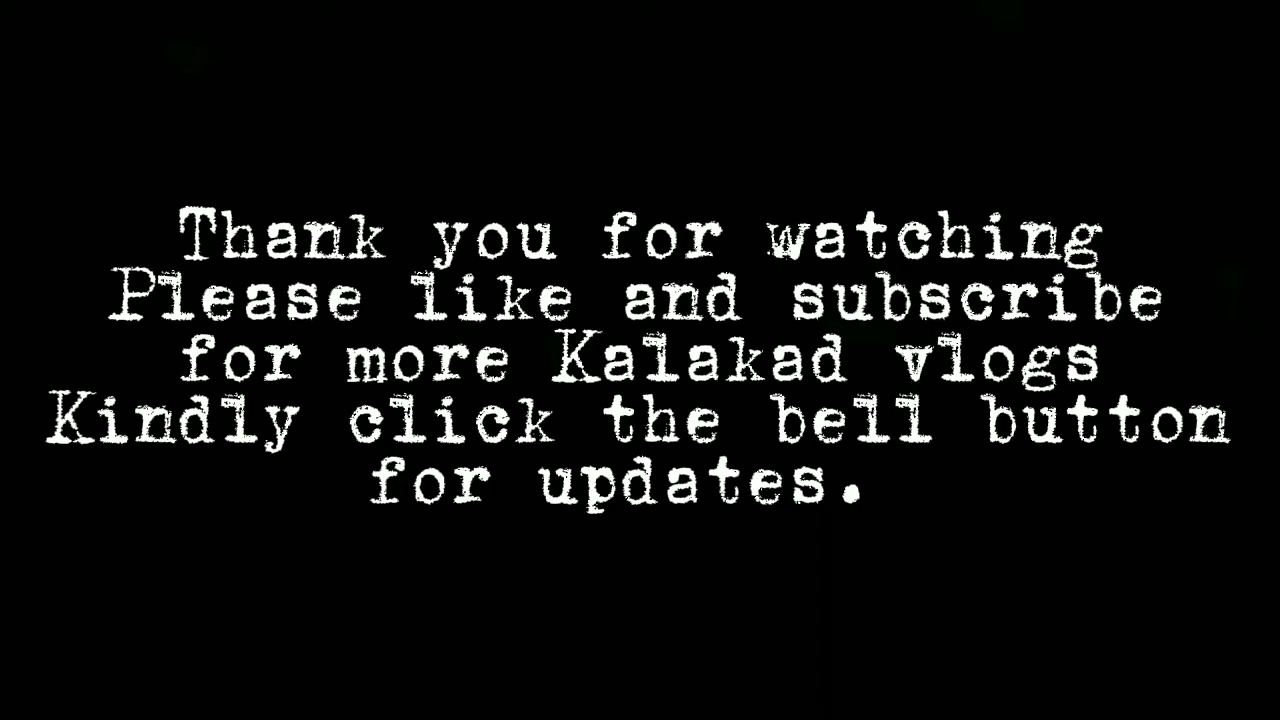 Thank you for watching
Please like and subscribe
for more Kalakad vlogs
Kindly click the bell button
for updates.